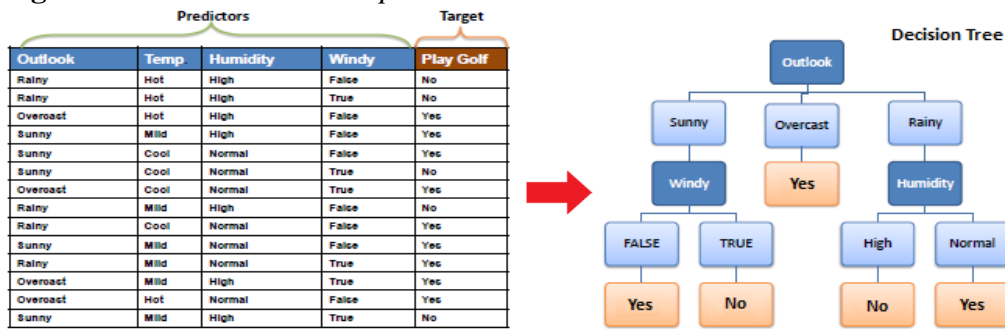 Predictors Target
Outlook Temp. Humidity Windy Play Golf
Rainy Hot High False No
Rainy Hot High True No
Overoast Hot High False Yes
Sunny Mild High False Yes
Sunny Cool Normal False Yes
Sunny Cool Normal True No
Overoast Cool Normal True Yes
Rainy Mild High False No
Rainy Cool Normal False Yes
Sunny Mild Normal False Yes
Rainy Mild Normal True Yes
Overoast Mild High True Yes
Overoast Hot Normal False Yes
Sunny Mild High True No
Decision Tree
Outlook
Sunny Overcast Rainy
Windy Yes Humidity
FALSE TRUE High Normal
Yes No No Yes